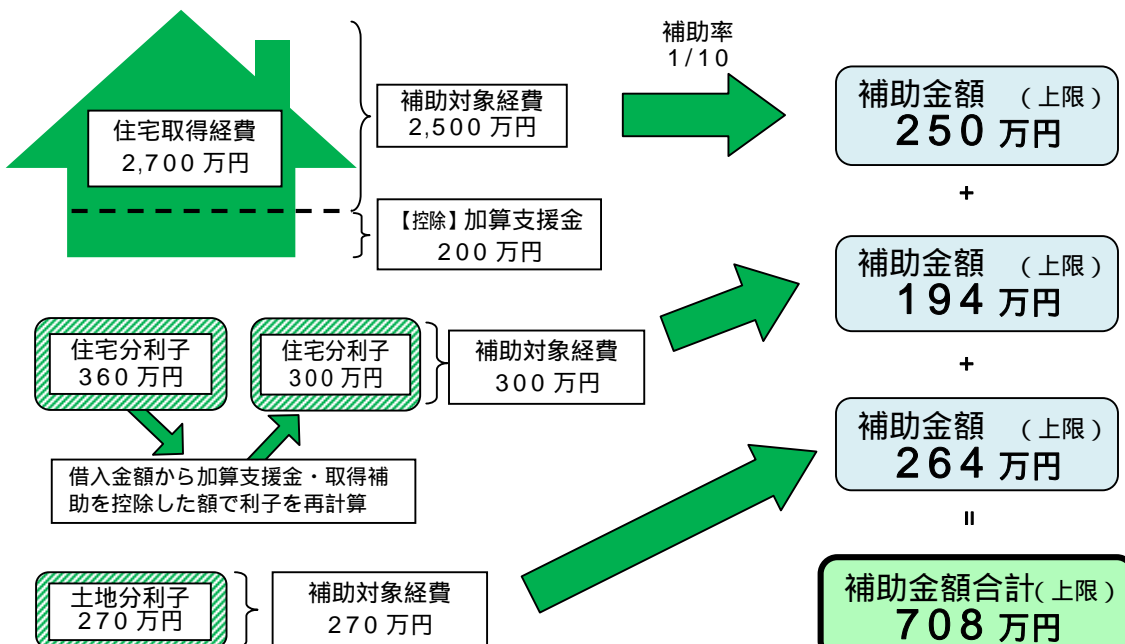 補助率
1/10
住宅取得経費
2,700 万円
補助対象経費
2,500 万円
補助金額 (上限)
250 万円
+
【控除】加算支援金
200 万円
補助金額 (上限)
194 万円
+
住宅分利子
360 万円
住宅分利子
300 万円
補助対象経費
300 万円
補助金額 (上限)
264 万円
=
借入金額から加算支援金・取得補
助を控除した額で利子を再計算
土地分利子
270 万円
補助対象経費
270 万円
補助金額合計(上限)
708 万円